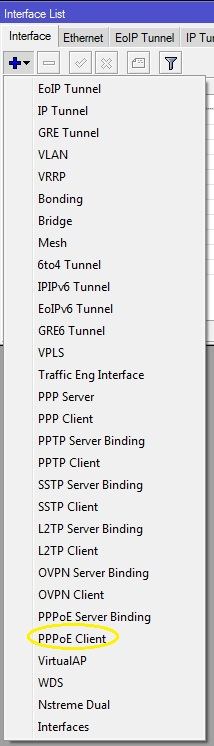 Interface List
Interface Ethernet EoIP Tunnel IP Tun
EoIP Tunnel
IP Tunnel
GRE Tunnel
VLAN
VRRP
Bonding
Bridge
Mesh
6to4 Tunnel
IPIPv6 Tunnel
EoIPv6 Tunnel
GRE6 Tunnel
VPLS
Traffic Eng Interface
PPP Server
PPP Client
PPTP Server Binding
PPTP Client
SSTP Server Binding
SSTP Client
L2TP Server Binding
L2TP Client
OVPN Server Binding
OVPN Client
PPPoE Server Binding
PPPoE Client
VirtualAP
WDS
Nstreme Dual
Interfaces